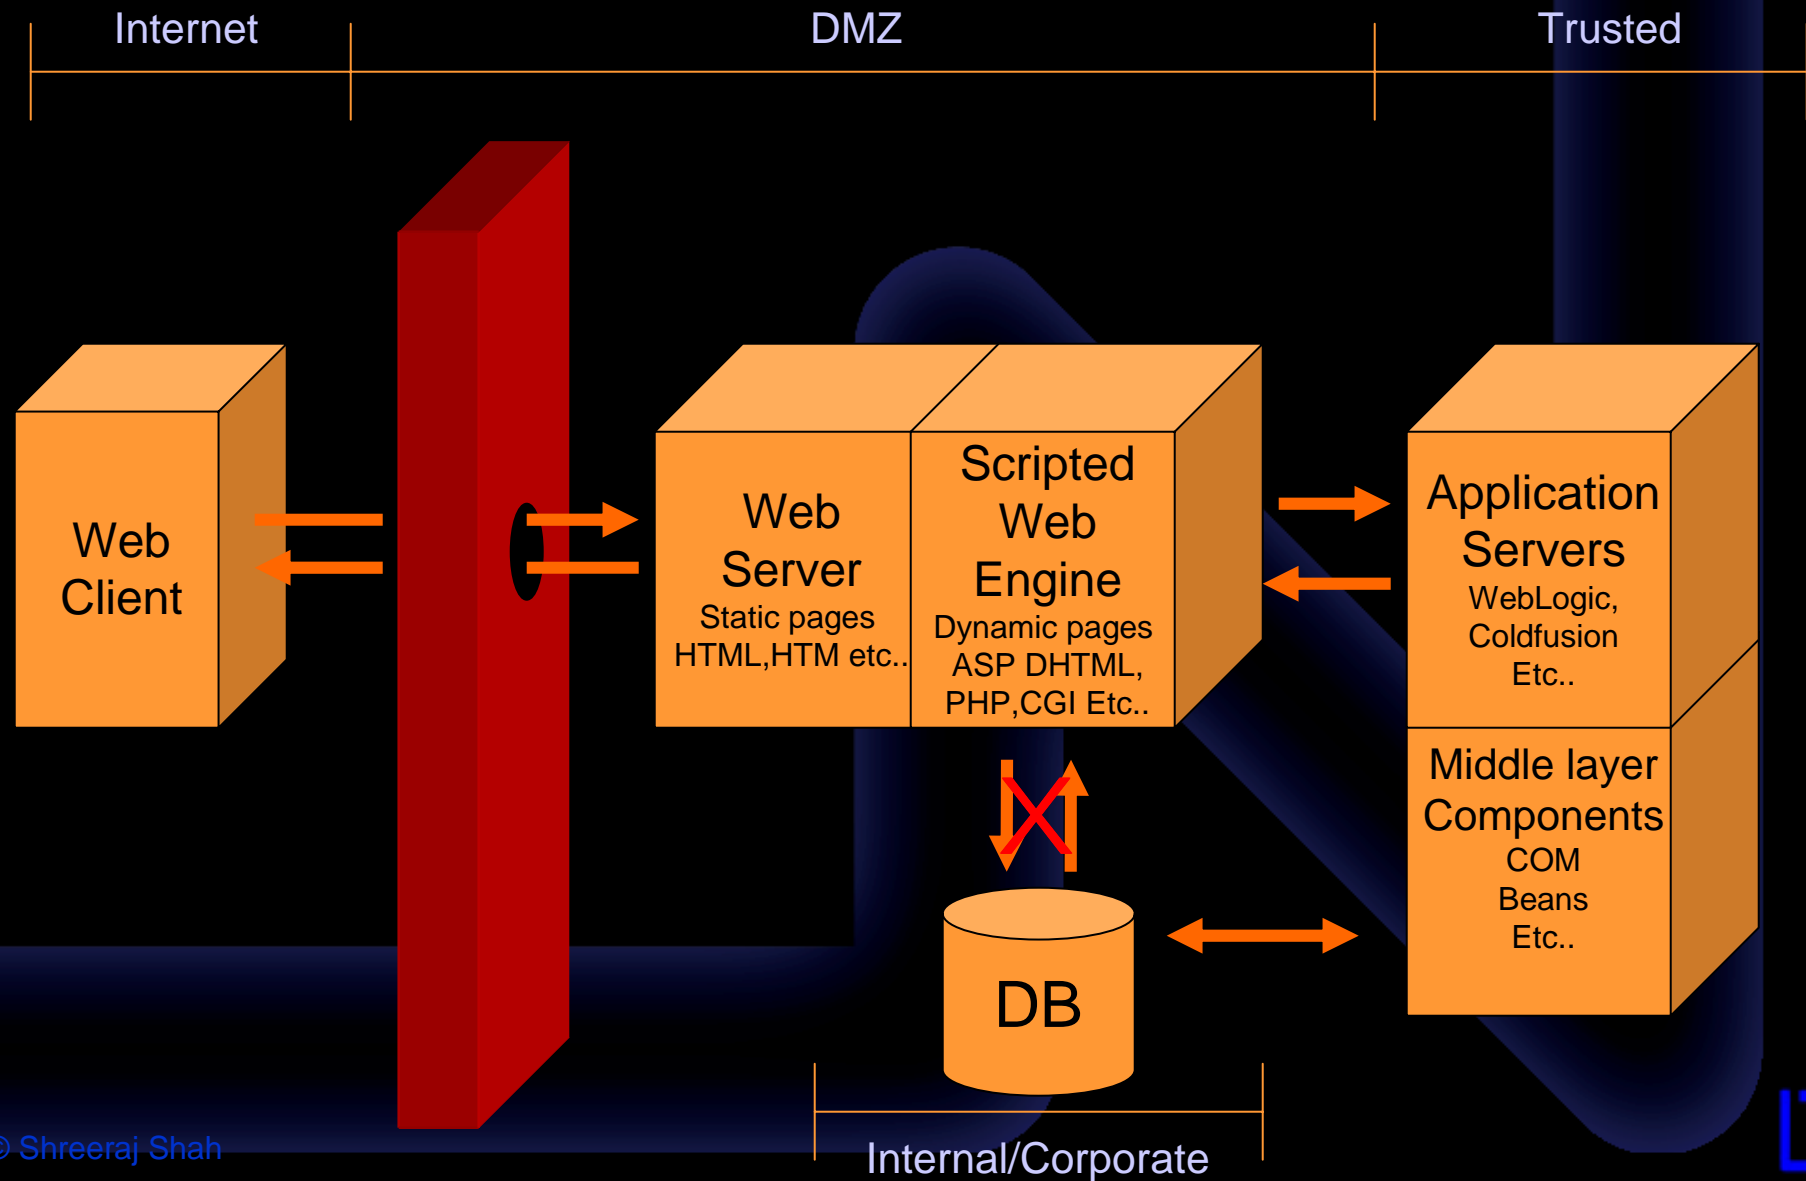 Internet
DMZ
Trusted
Web
Client
Web
Server
Static pages
HTML,HTM etc..
Scripted
Web
Engine
Dynamic pages
ASP DHTML,
PHP,CGI Etc..
Application
Servers
WebLogic,
Coldfusion
Etc..
Middle layer
Components
COM
Beans
Etc..
DB
Internal/Corporate
© Shreeraj Shah